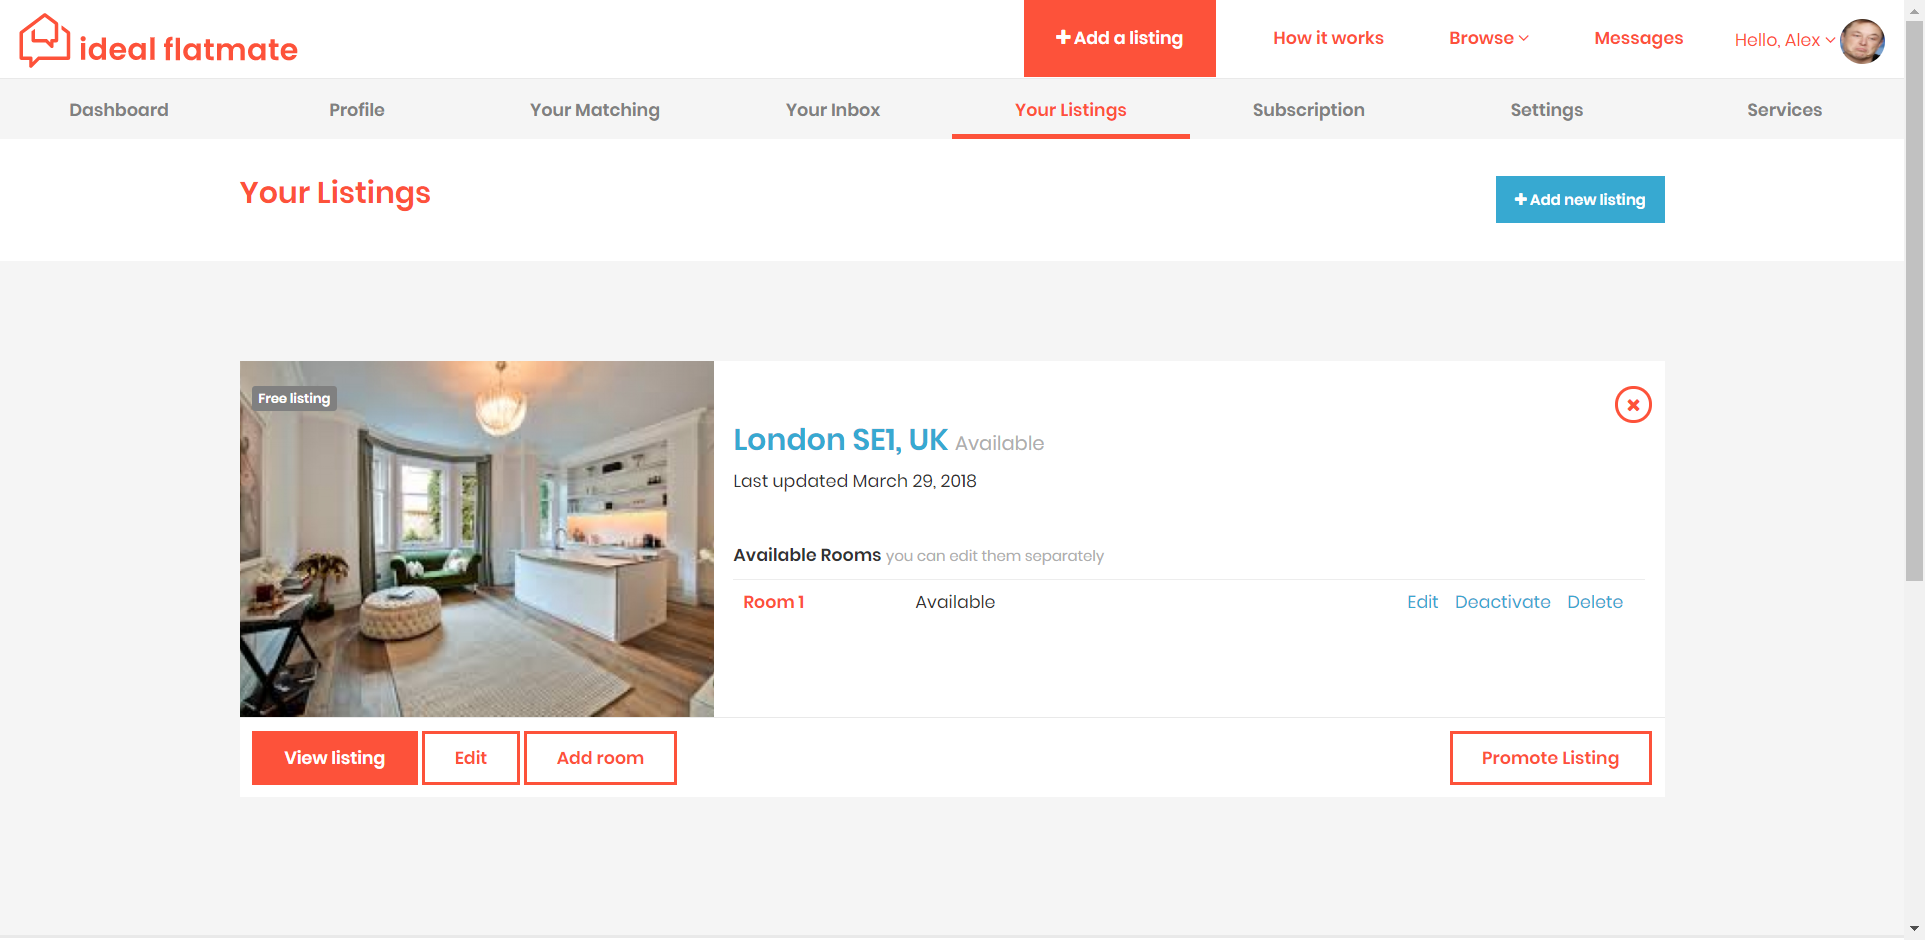 ideal flatmate
Add a listing
How it works
Browse
Messages
Hello, Alex
Dashboard
Profile
Your Matching
Your Inbox
Your Listings
Subscription
Settings
Services
Your Listings
Add new listing
Free listing
London SE1, UK Available
Last updated March 29, 2018
Available Rooms you can edit them separately
Room 1 Available Edit Deactivate Delete
View listing
Edit
Add room
Promote Listing